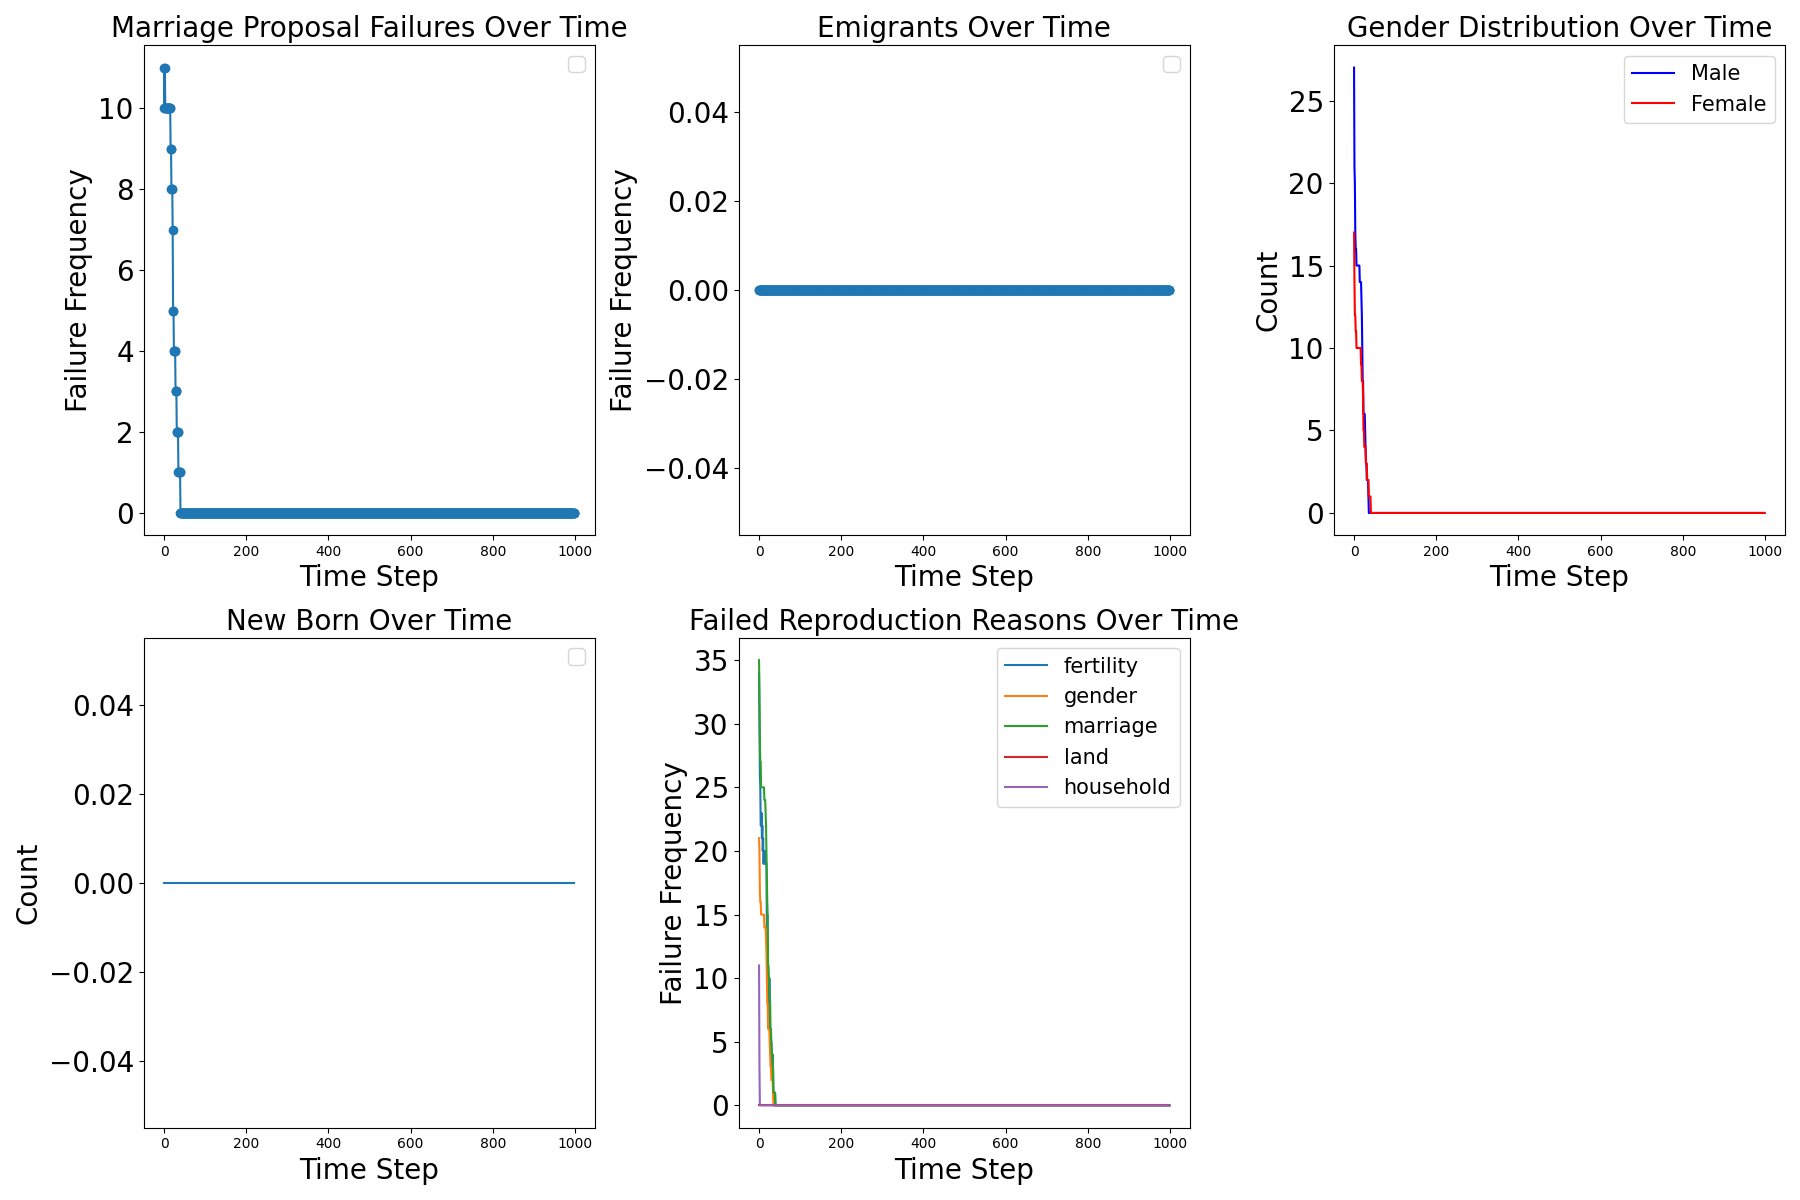 Marriage Proposal Failures Over Time
Failure Frequency
10
8
6
4
2
0
0 200 400 600 800 1000
Time Step
Emigrants Over Time
Failure Frequency
0.04
0.02
0.00
−0.02
−0.04
0 200 400 600 800 1000
Time Step
Gender Distribution Over Time
Count
25
20
15
10
5
0
Male
Female
0 200 400 600 800 1000
Time Step
New Born Over Time
Count
0.04
0.02
0.00
−0.02
−0.04
0 200 400 600 800 1000
Time Step
Failed Reproduction Reasons Over Time
Failure Frequency
35
30
25
20
15
10
5
0
fertility
gender
marriage
land
household
0 200 400 600 800 1000
Time Step